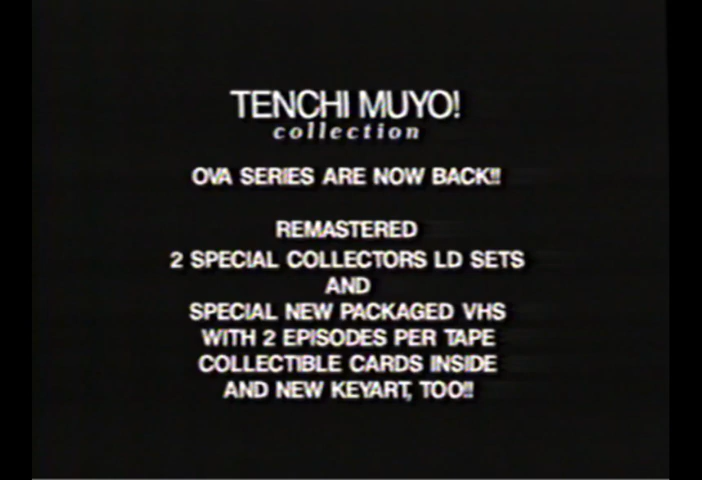 TENCHI MUYO!
collection
OVA SERIES ARE NOW BACK!!
REMASTERED
2 SPECIAL COLLECTORS LD SETS
AND
SPECIAL NEW PACKAGED VHS
WITH 2 EPISODES PER TAPE
COLLECTIBLE CARDS INSIDE
AND NEW KEYART, TOO!!